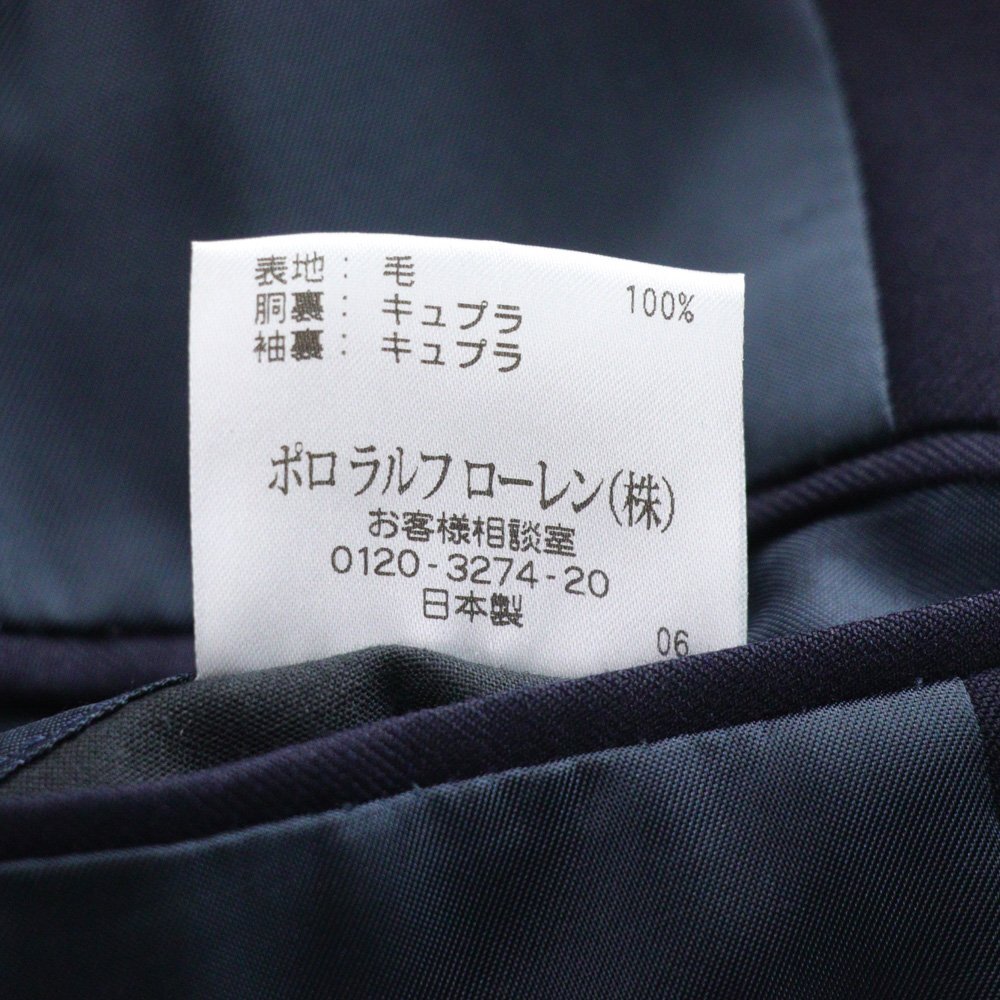 表地: 毛 100%
胴裏: キュプラ
袖裏: キュプラ
ポロ ラルフ ローレン(株)
お客様相談室
0120-3274-20
日本製
06